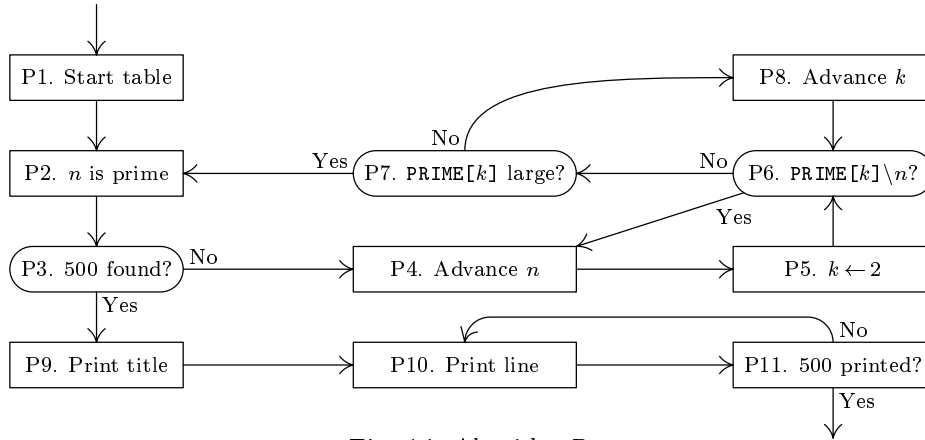 P1. Start table
P8. Advance k
No
P2. n is prime
Yes
P7. PRIME[k] large?
No
P6. PRIME[k]\n?
Yes
P3. 500 found?
No
P4. Advance n
P5. k ← 2
Yes
No
P9. Print title
P10. Print line
P11. 500 printed?
Yes